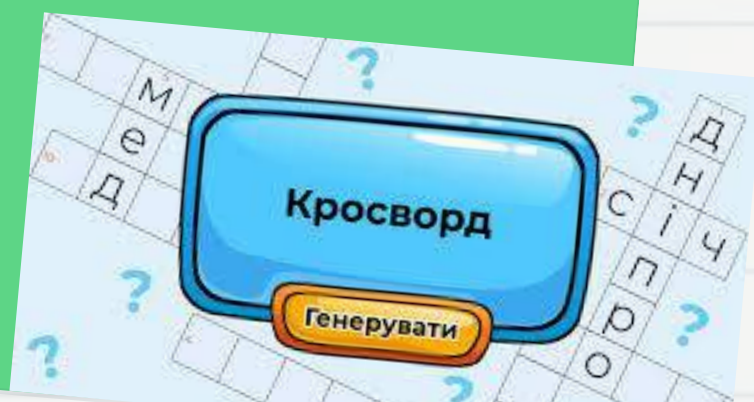 мед
Дніпро
січ
Кросворд
Генерувати